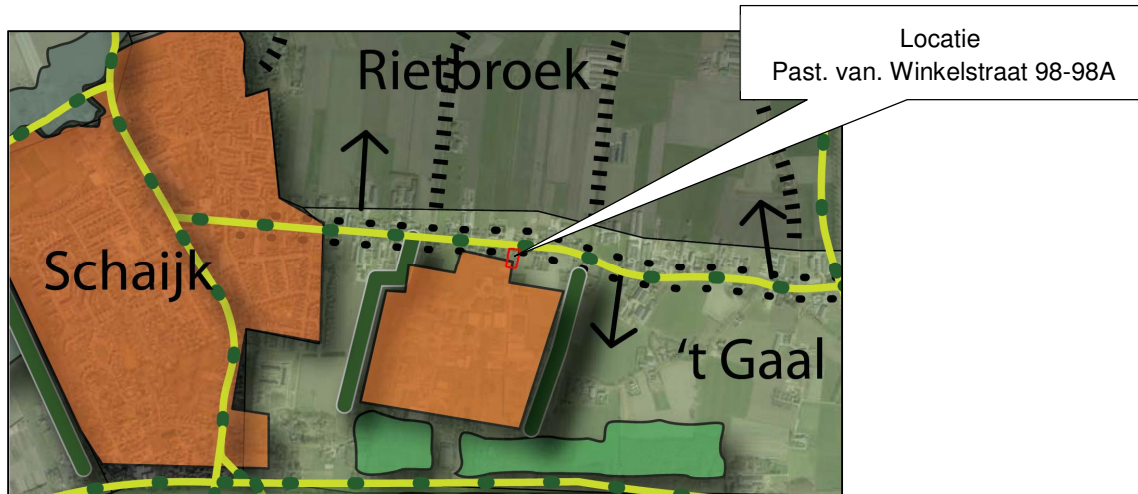 Locatie
Past. van. Winkelstraat 98-98A
Rietbroek
Schaijk
‘t Gaal